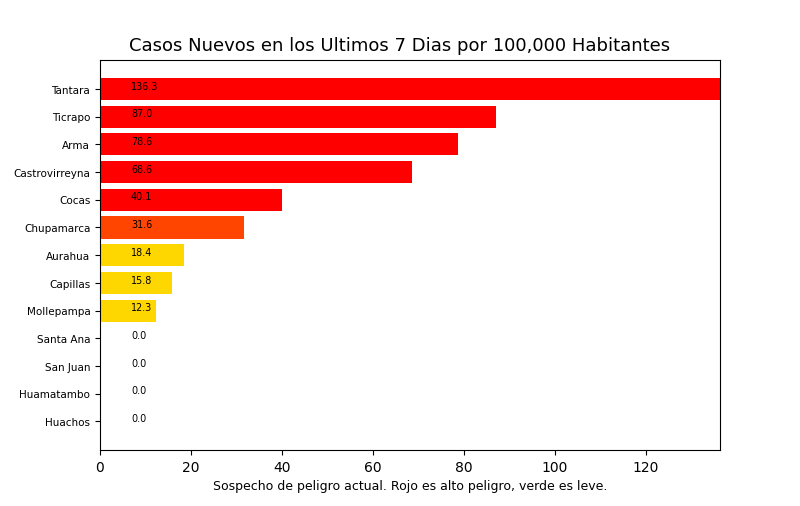 Casos Nuevos en los Ultimos 7 Dias por 100,000 Habitantes
Tantara 136.3
Ticrapo 87.0
Arma 78.6
Castrovirreyna 68.6
Cocas 40.1
Chupamarca 31.6
Aurahua 18.4
Capillas 15.8
Mollepampa 12.3
Santa Ana 0.0
San Juan 0.0
Huamatambo 0.0
Huachos 0.0
0 20 40 60 80 100 120
Sospecho de peligro actual. Rojo es alto peligro, verde es leve.